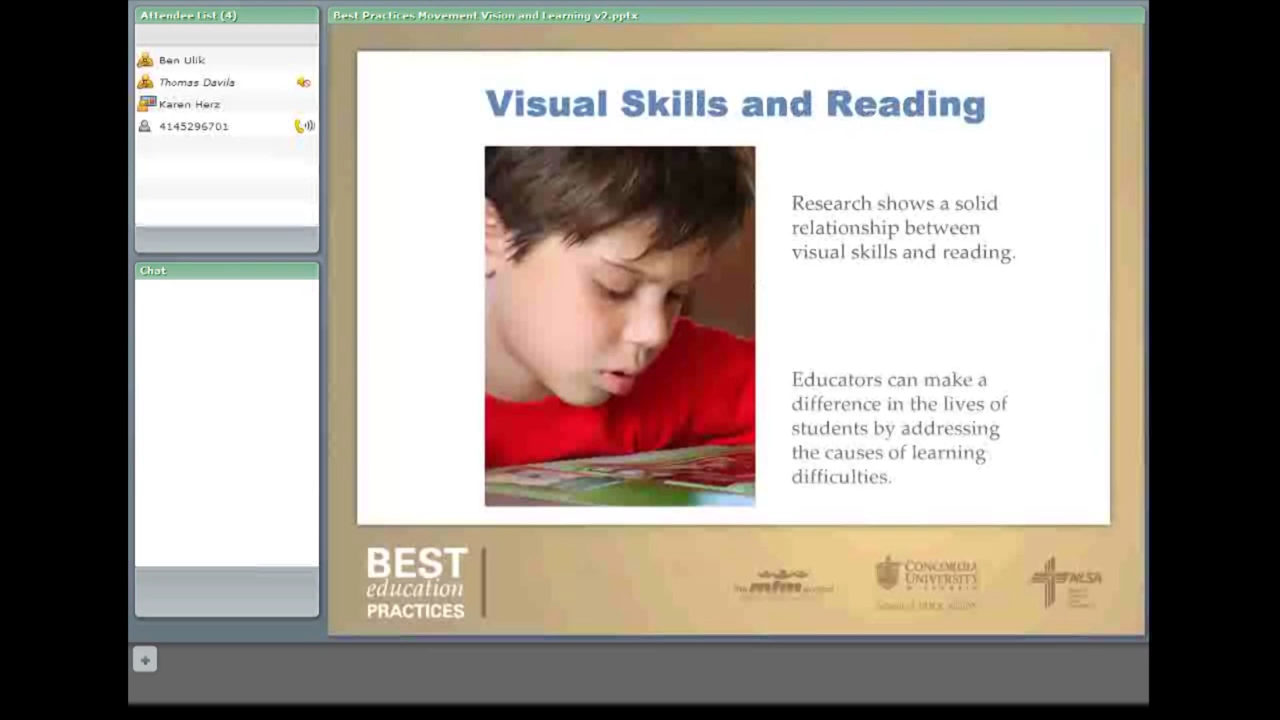 Attendee List (4)
Ben Ulik
Thomas Davila
Karen Herz
4145296701
Chat
Best Practices Movement Vision and Learning v2.pptx
Visual Skills and Reading
Research shows a solid
relationship between
visual skills and reading.
Educators can make a
difference in the lives of
students by addressing
the causes of learning
difficulties.
BEST
education
PRACTICES
CONCORDIA
UNIVERSITY
NLSA